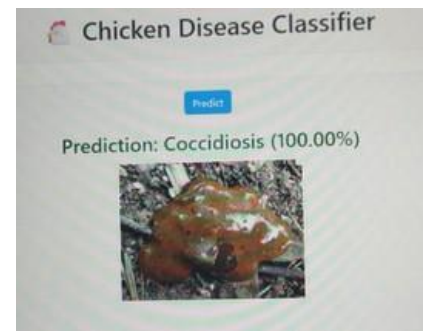 Chicken Disease Classifier
Predict
Prediction: Coccidiosis (100.00%)